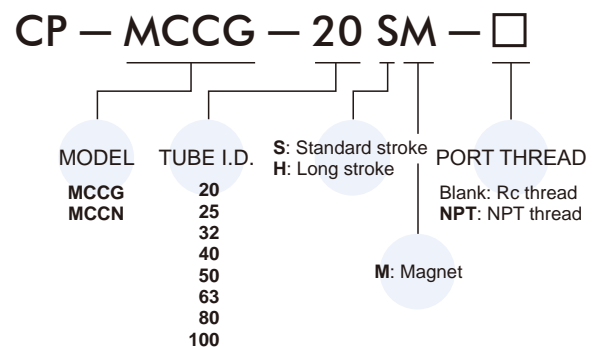 CP — MCCG — 20 SM — □
MODEL
MCCG
MCCN
TUBE I.D.
20
25
32
40
50
63
80
100
S: Standard stroke
H: Long stroke
M: Magnet
PORT THREAD
Blank: Rc thread
NPT: NPT thread